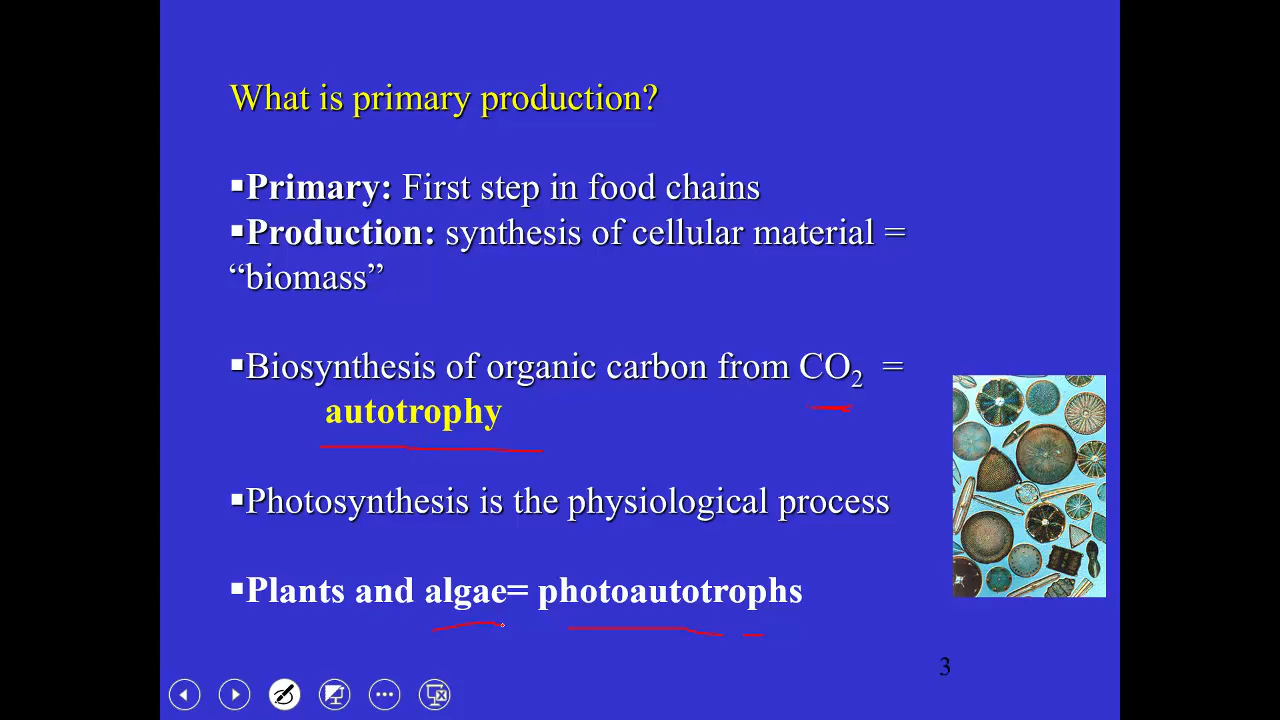 What is primary production?
▪Primary: First step in food chains
▪Production: synthesis of cellular material =
“biomass”
▪Biosynthesis of organic carbon from CO₂ =
autotrophy
▪Photosynthesis is the physiological process
▪Plants and algae= photoautotrophs
3